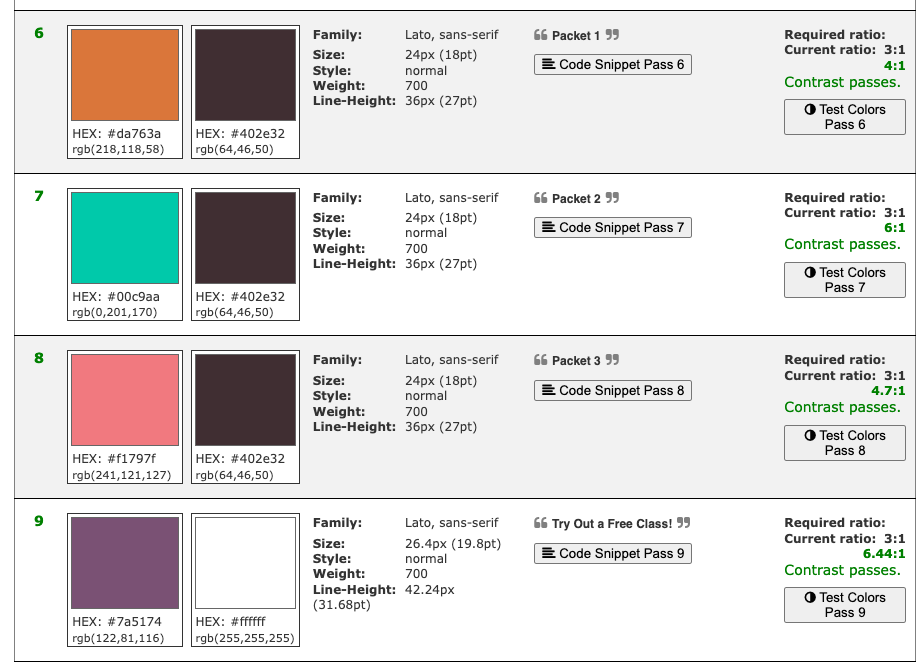 6
HEX: #da763a
rgb(218,118,58)
HEX: #402e32
rgb(64,46,50)
Family: Lato, sans-serif
Size: 24px (18pt)
Style: normal
Weight: 700
Line-Height: 36px (27pt)
Packet 1
Code Snippet Pass 6
Required ratio:
Current ratio: 3:1
4:1
Contrast passes.
Test Colors
Pass 6
7
HEX: #00c9aa
rgb(0,201,170)
HEX: #402e32
rgb(64,46,50)
Family: Lato, sans-serif
Size: 24px (18pt)
Style: normal
Weight: 700
Line-Height: 36px (27pt)
Packet 2
Code Snippet Pass 7
Required ratio:
Current ratio: 3:1
6:1
Contrast passes.
Test Colors
Pass 7
8
HEX: #f1797f
rgb(241,121,127)
HEX: #402e32
rgb(64,46,50)
Family: Lato, sans-serif
Size: 24px (18pt)
Style: normal
Weight: 700
Line-Height: 36px (27pt)
Packet 3
Code Snippet Pass 8
Required ratio:
Current ratio: 3:1
4.7:1
Contrast passes.
Test Colors
Pass 8
9
HEX: #7a5174
rgb(122,81,116)
HEX: #ffffff
rgb(255,255,255)
Family: Lato, sans-serif
Size: 26.4px (19.8pt)
Style: normal
Weight: 700
Line-Height: 42.24px
(31.68pt)
Try Out a Free Class!
Code Snippet Pass 9
Required ratio:
Current ratio: 3:1
6.44:1
Contrast passes.
Test Colors
Pass 9